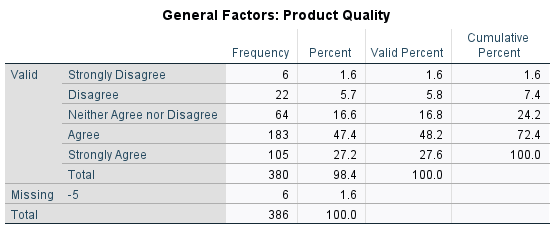 General Factors: Product Quality
Frequency Percent Valid Percent Cumulative Percent
Valid Strongly Disagree 6 1.6 1.6 1.6
Disagree 22 5.7 5.8 7.4
Neither Agree nor Disagree 64 16.6 16.8 24.2
Agree 183 47.4 48.2 72.4
Strongly Agree 105 27.2 27.6 100.0
Total 380 98.4 100.0
Missing -5 6 1.6
Total 386 100.0